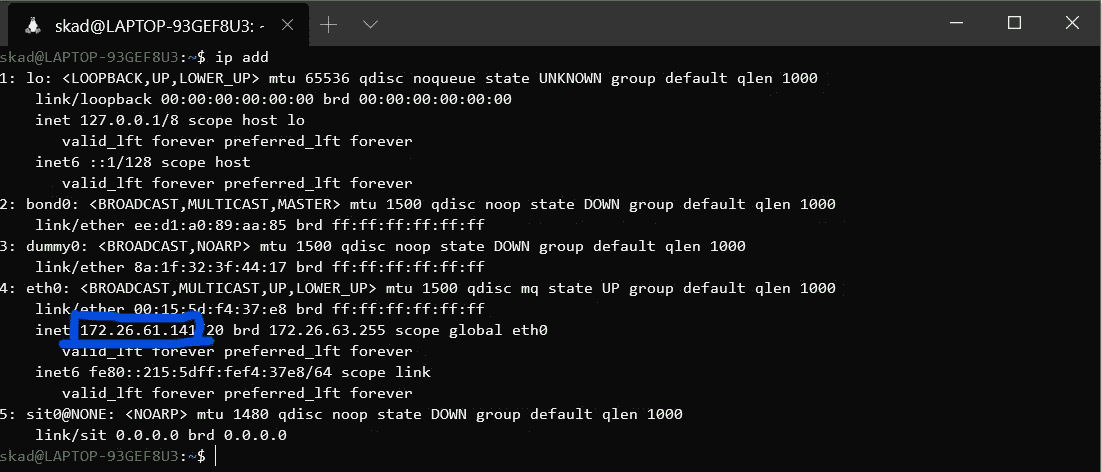 skad@LAPTOP-93GEF8U3: ~
skad@LAPTOP-93GEF8U3:~$ ip add
1: lo: <LOOPBACK,UP,LOWER_UP> mtu 65536 qdisc noqueue state UNKNOWN group default qlen 1000
link/loopback 00:00:00:00:00:00 brd 00:00:00:00:00:00
inet 127.0.0.1/8 scope host lo
valid_lft forever preferred_lft forever
inet6 ::1/128 scope host
valid_lft forever preferred_lft forever
2: bond0: <BROADCAST,MULTICAST,MASTER> mtu 1500 qdisc noop state DOWN group default qlen 1000
link/ether ee:d1:a0:89:aa:85 brd ff:ff:ff:ff:ff:ff
3: dummy0: <BROADCAST,NOARP> mtu 1500 qdisc noop state DOWN group default qlen 1000
link/ether 8a:1f:32:3f:44:17 brd ff:ff:ff:ff:ff:ff
4: eth0: <BROADCAST,MULTICAST,UP,LOWER_UP> mtu 1500 qdisc mq state UP group default qlen 1000
link/ether 00:15:5d:f4:37:e8 brd ff:ff:ff:ff:ff:ff
inet 172.26.61.141/20 brd 172.26.63.255 scope global eth0
valid_lft forever preferred_lft forever
inet6 fe80::215:5dff:fef4:37e8/64 scope link
valid_lft forever preferred_lft forever
5: sit0@NONE: <NOARP> mtu 1480 qdisc noop state DOWN group default qlen 1000
link/sit 0.0.0.0 brd 0.0.0.0
skad@LAPTOP-93GEF8U3:~$